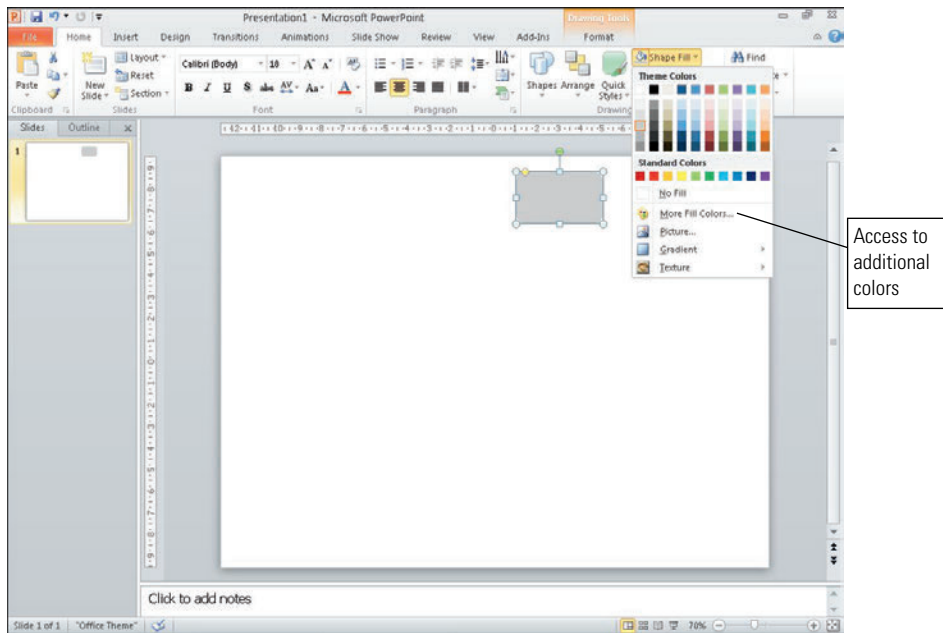 Presentation1 - Microsoft PowerPoint
Drawing Tools
File Home Insert Design Transitions Animations Slide Show Review View Add-Ins Format
Paste
New Slide
Layout
Reset
Section
Calibri (Body) 10
Shapes Arrange Quick Styles
Shape Fill
Find
Clipboard Slides Font Paragraph Drawing
Theme Colors
Standard Colors
No Fill
More Fill Colors...
Picture...
Gradient
Texture
Access to
additional
colors
Slides Outline
1
Click to add notes
Slide 1 of 1 "Office Theme" 70%